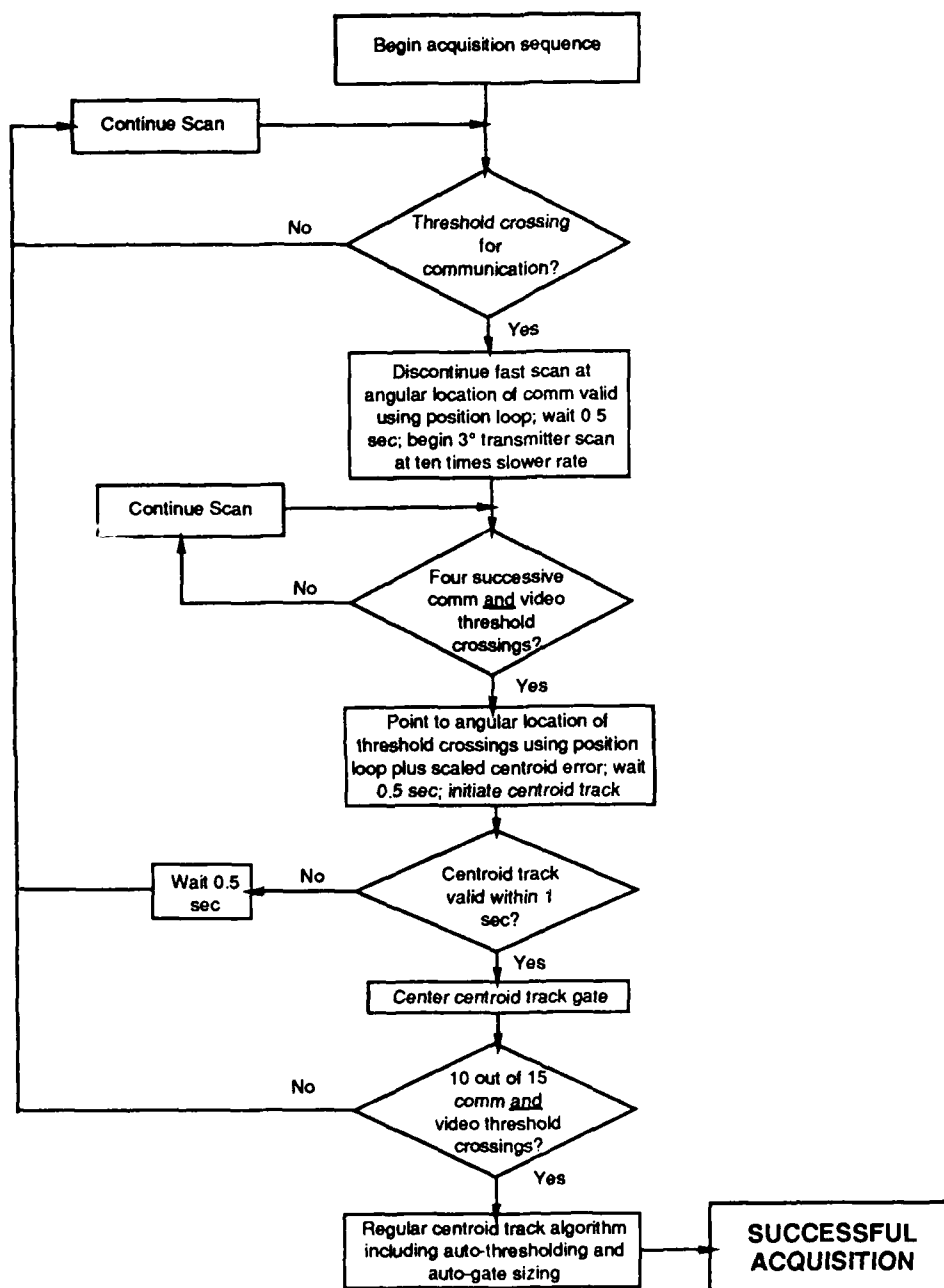 Begin acquisition sequence
Continue Scan
No
Threshold crossing
for
communication?
Yes
Discontinue fast scan at
angular location of comm valid
using position loop; wait 0 5
sec; begin 3° transmitter scan
at ten times slower rate
Continue Scan
No
Four successive
comm and video
threshold
crossings?
Yes
Point to angular location of
threshold crossings using position
loop plus scaled centroid error; wait
0.5 sec; initiate centroid track
Wait 0.5
sec
No
Centroid track
valid within 1
sec?
Yes
Center centroid track gate
No
10 out of 15
comm and
video threshold
crossings?
Yes
Regular centroid track algorithm
including auto-thresholding and
auto-gate sizing
SUCCESSFUL
ACQUISITION